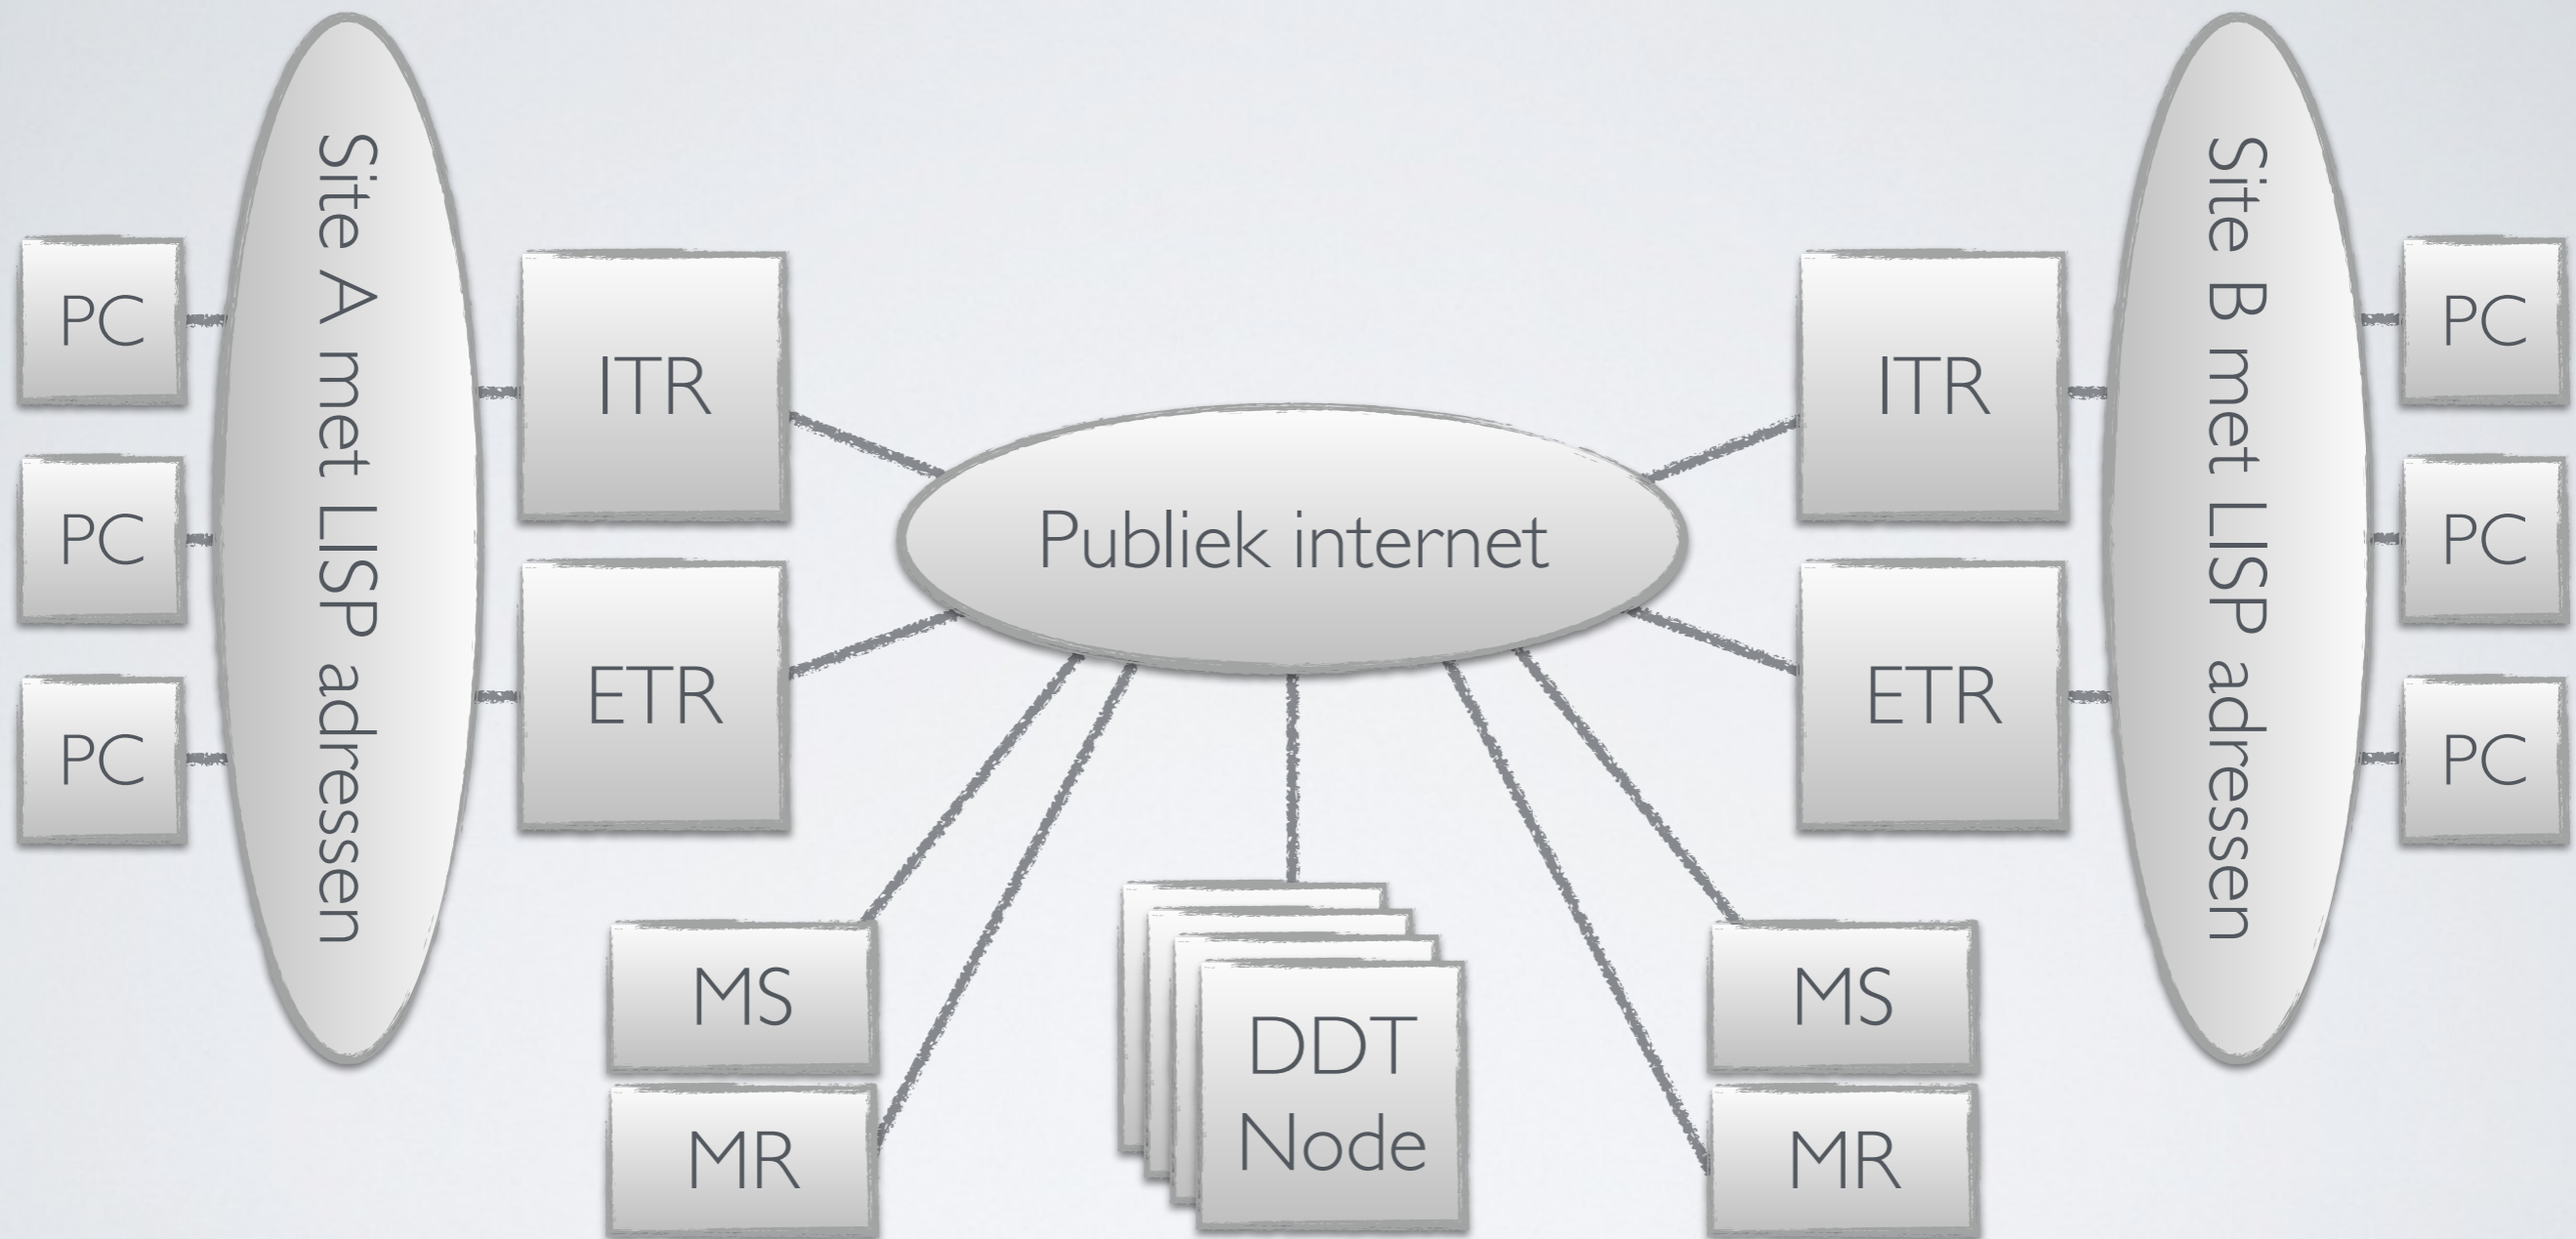 PC
PC
PC
Site A met LISP adressen
ITR
ETR
Publiek internet
MS
MR
DDT
Node
MS
MR
ITR
ETR
Site B met LISP adressen
PC
PC
PC